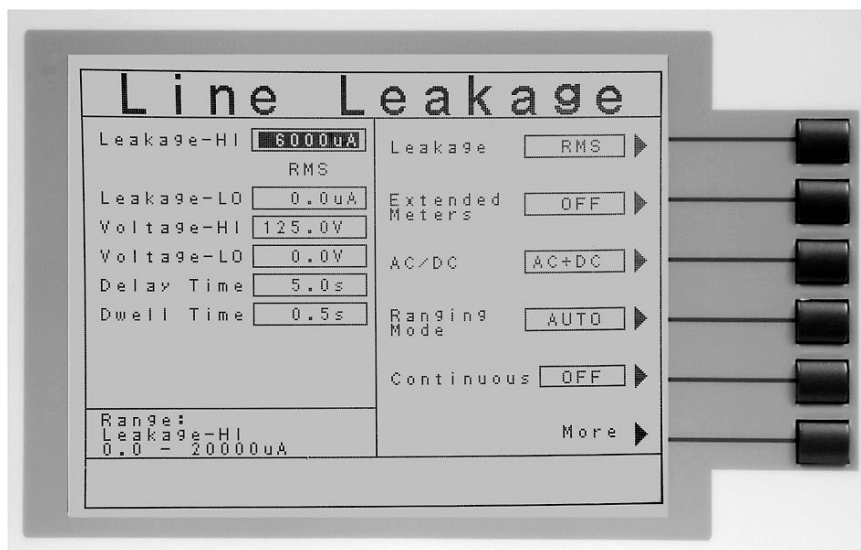 Line Leakage
Leakage-HI 6000uA
RMS
Leakage-LO 0.0uA
Voltage-HI 125.0V
Voltage-LO 0.0V
Delay Time 5.0s
Dwell Time 0.5s
Range:
Leakage-HI
0.0 - 20000uA
Leakage RMS
Extended
Meters OFF
AC/DC AC+DC
Ranging
Mode AUTO
Continuous OFF
More